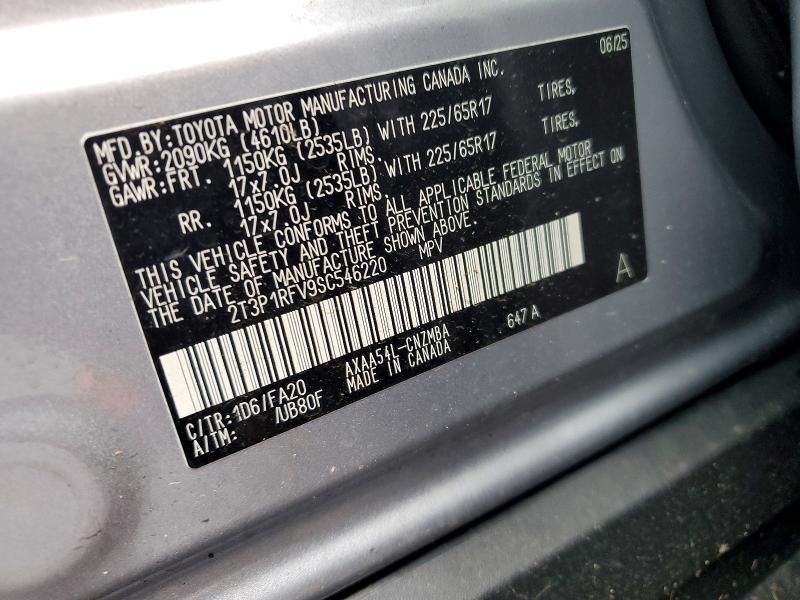 06/25
MFD. BY: TOYOTA MOTOR MANUFACTURING CANADA INC.
GVWR: 2090KG (4610LB)
GAWR: FRT. 1150KG (2535LB) WITH 225/65R17 TIRES.
17x7.0J RIMS.
RR. 1150KG (2535LB) WITH 225/65R17 TIRES.
17x7.0J RIMS
THIS VEHICLE CONFORMS TO ALL APPLICABLE FEDERAL MOTOR
VEHICLE SAFETY AND THEFT PREVENTION STANDARDS IN EFFECT ON
THE DATE OF MANUFACTURE SHOWN ABOVE.
2T3P1RFV9SC546220 MPV
A
C/TR: 1D6/FA20 AXAA54L-CNZMBA 647 A
A/TM: /UB80F MADE IN CANADA